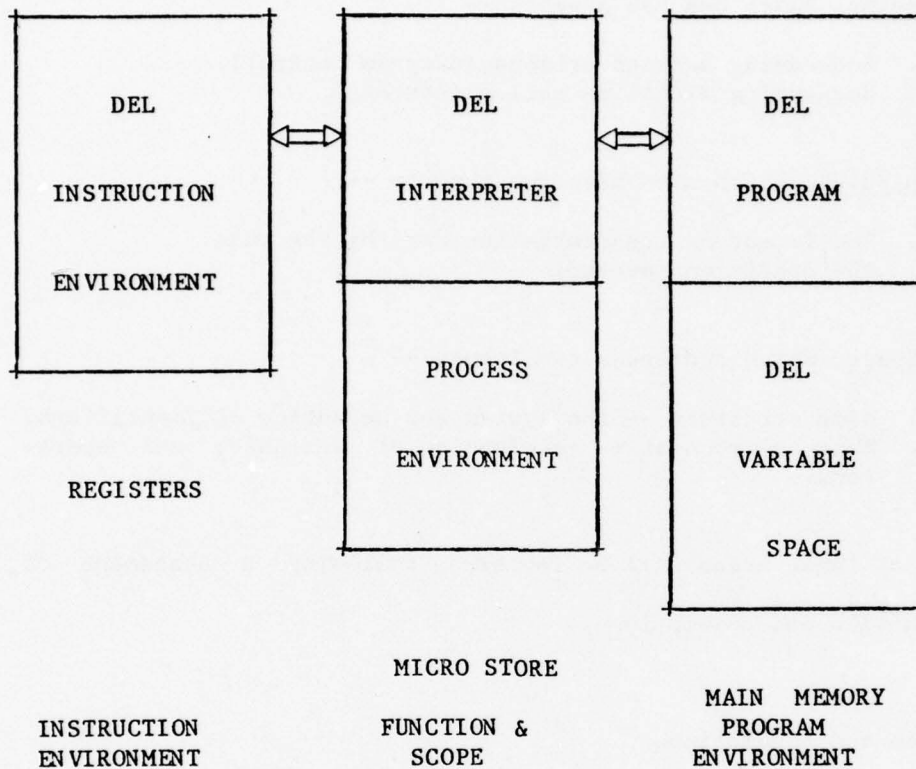 DEL
INSTRUCTION
ENVIRONMENT
REGISTERS
INSTRUCTION
ENVIRONMENT
DEL
INTERPRETER
PROCESS
ENVIRONMENT
MICRO STORE
FUNCTION &
SCOPE
DEL
PROGRAM
DEL
VARIABLE
SPACE
MAIN MEMORY
PROGRAM
ENVIRONMENT